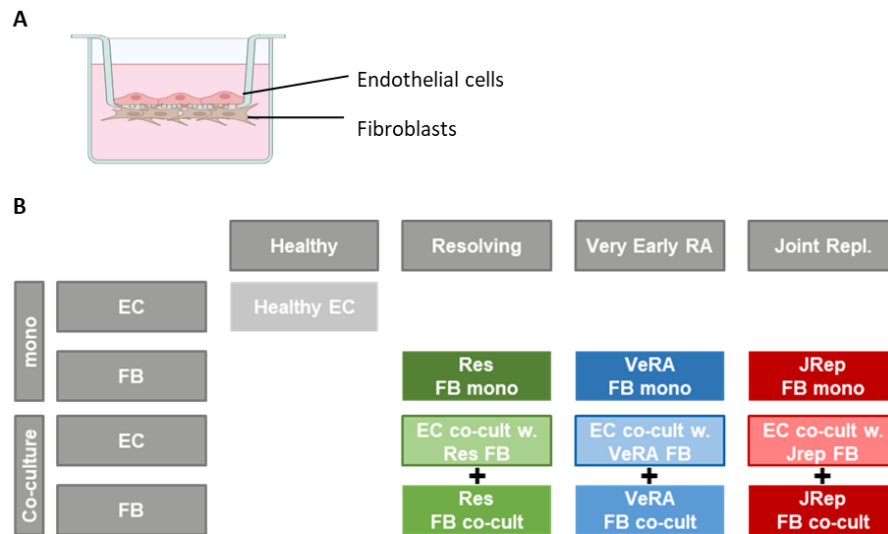 A
Endothelial cells
Fibroblasts
B
Healthy
Resolving
Very Early RA
Joint Repl.
mono
EC
Healthy EC
FB
Res
FB mono
VeRA
FB mono
JRep
FB mono
Co-culture
EC
EC co-cult w.
Res FB
EC co-cult w.
VeRA FB
EC co-cult w.
Jrep FB
+
+
+
FB
Res
FB co-cult
VeRA
FB co-cult
JRep
FB co-cult